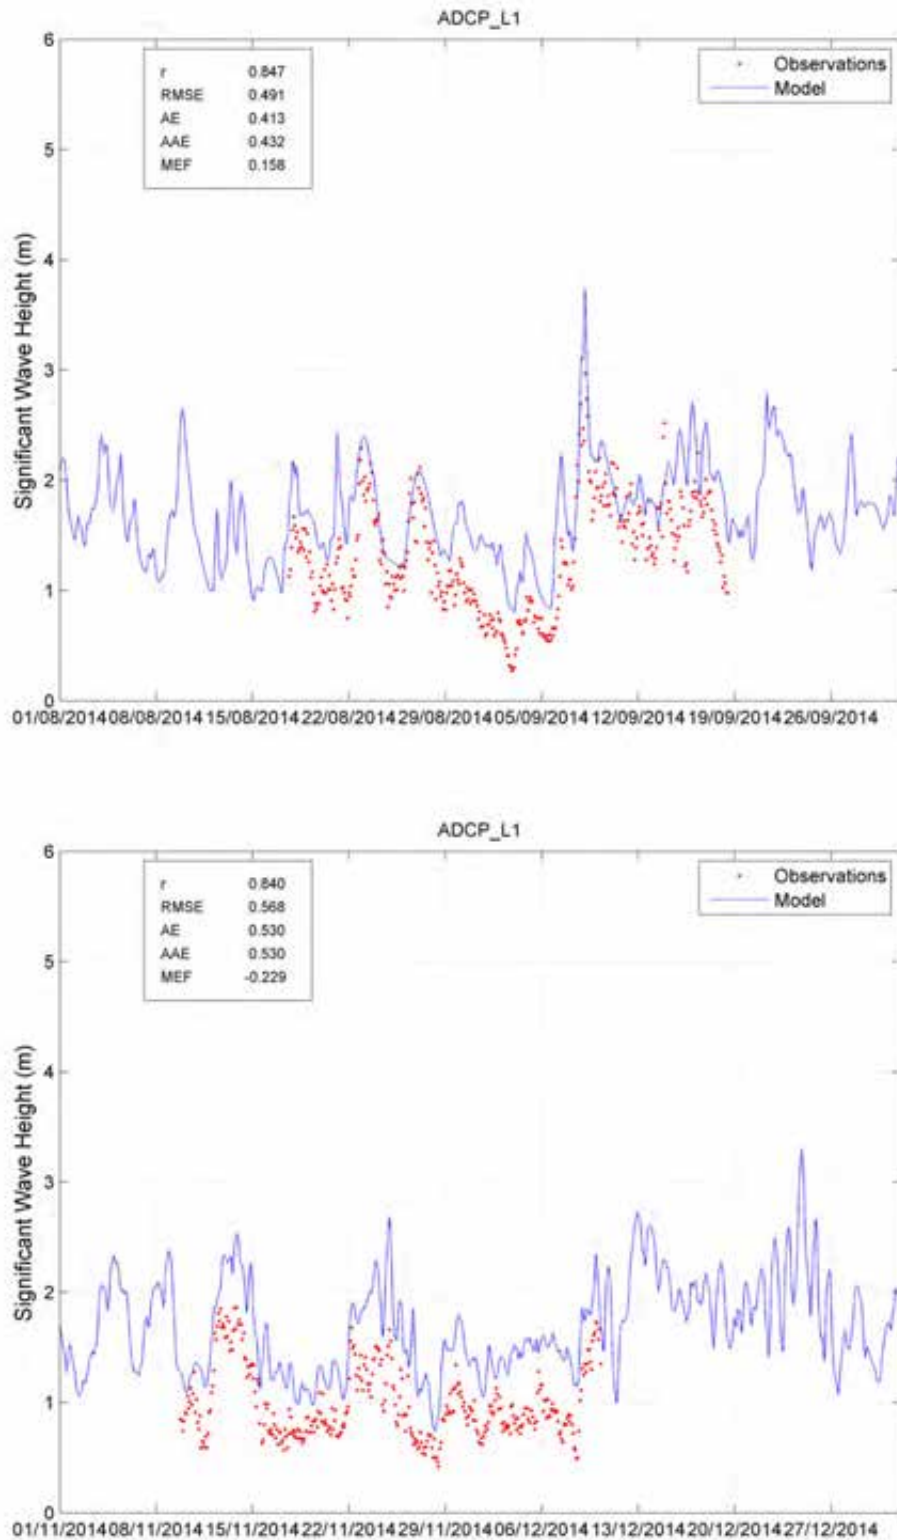 ADCP_L1
6
r 0.847
RMSE 0.491
AE 0.413
AAE 0.432
MEF 0.158
Observations
Model
5
4
3
2
1
0
Significant Wave Height (m)
01/08/2014 08/08/2014 15/08/2014 22/08/2014 29/08/2014 05/09/2014 12/09/2014 19/09/2014 26/09/2014
ADCP_L1
6
r 0.840
RMSE 0.568
AE 0.530
AAE 0.530
MEF -0.229
Observations
Model
5
4
3
2
1
0
Significant Wave Height (m)
01/11/2014 08/11/2014 15/11/2014 22/11/2014 29/11/2014 06/12/2014 13/12/2014 20/12/2014 27/12/2014